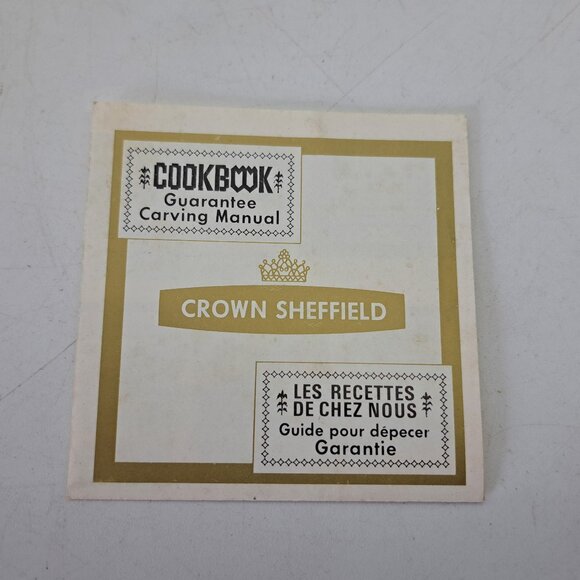 COOKBOOK
Guarantee
Carving Manual
CROWN SHEFFIELD
LES RECETTES
DE CHEZ NOUS
Guide pour dépecer
Garantie